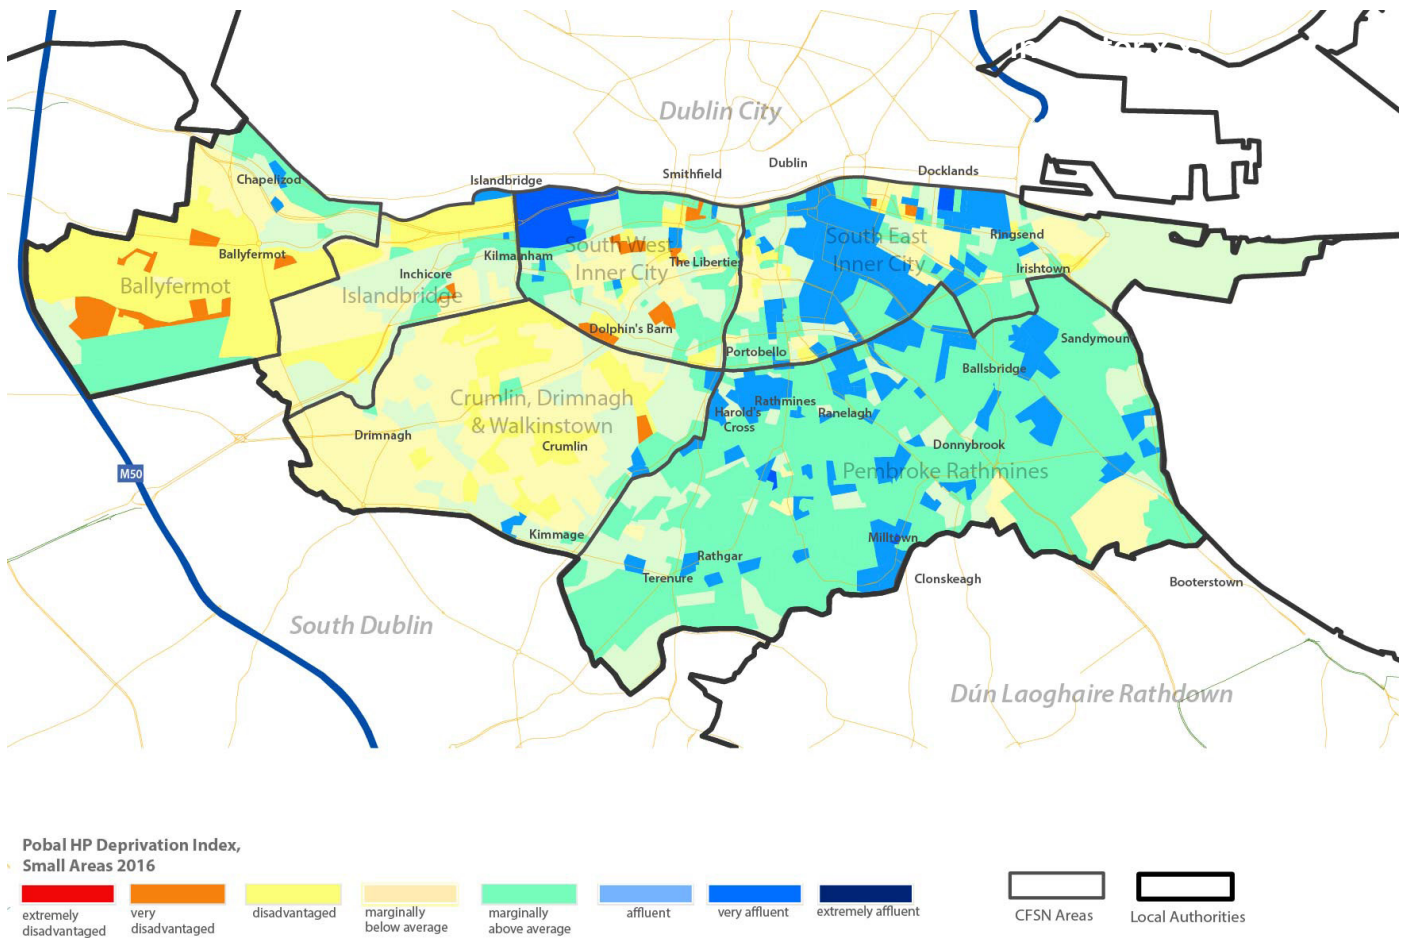 Dublin City
Dublin
Smithfield
Docklands
Islandbridge
Chapelizod
South West
Inner City
South East
Inner City
Ringsend
Ballyfermot
Kilmainham
The Liberties
Irishtown
Inchicore
Ballyfermot
Islandbridge
Dolphin's Barn
Sandymoun
Portobello
Ballsbridge
Crumlin, Drimnagh
& Walkinstown
Rathmines
Harold's
Cross
Ranelagh
Drimnagh
Crumlin
Donnybrook
Pembroke Rathmines
M50
Kimmage
Milltown
Rathgar
Terenure
Clonskeagh
Booterstown
South Dublin
Dún Laoghaire Rathdown
Pobal HP Deprivation Index,
Small Areas 2016
extremely
disadvantaged
very
disadvantaged
disadvantaged
marginally
below average
marginally
above average
affluent
very affluent
extremely affluent
CFSN Areas
Local Authorities